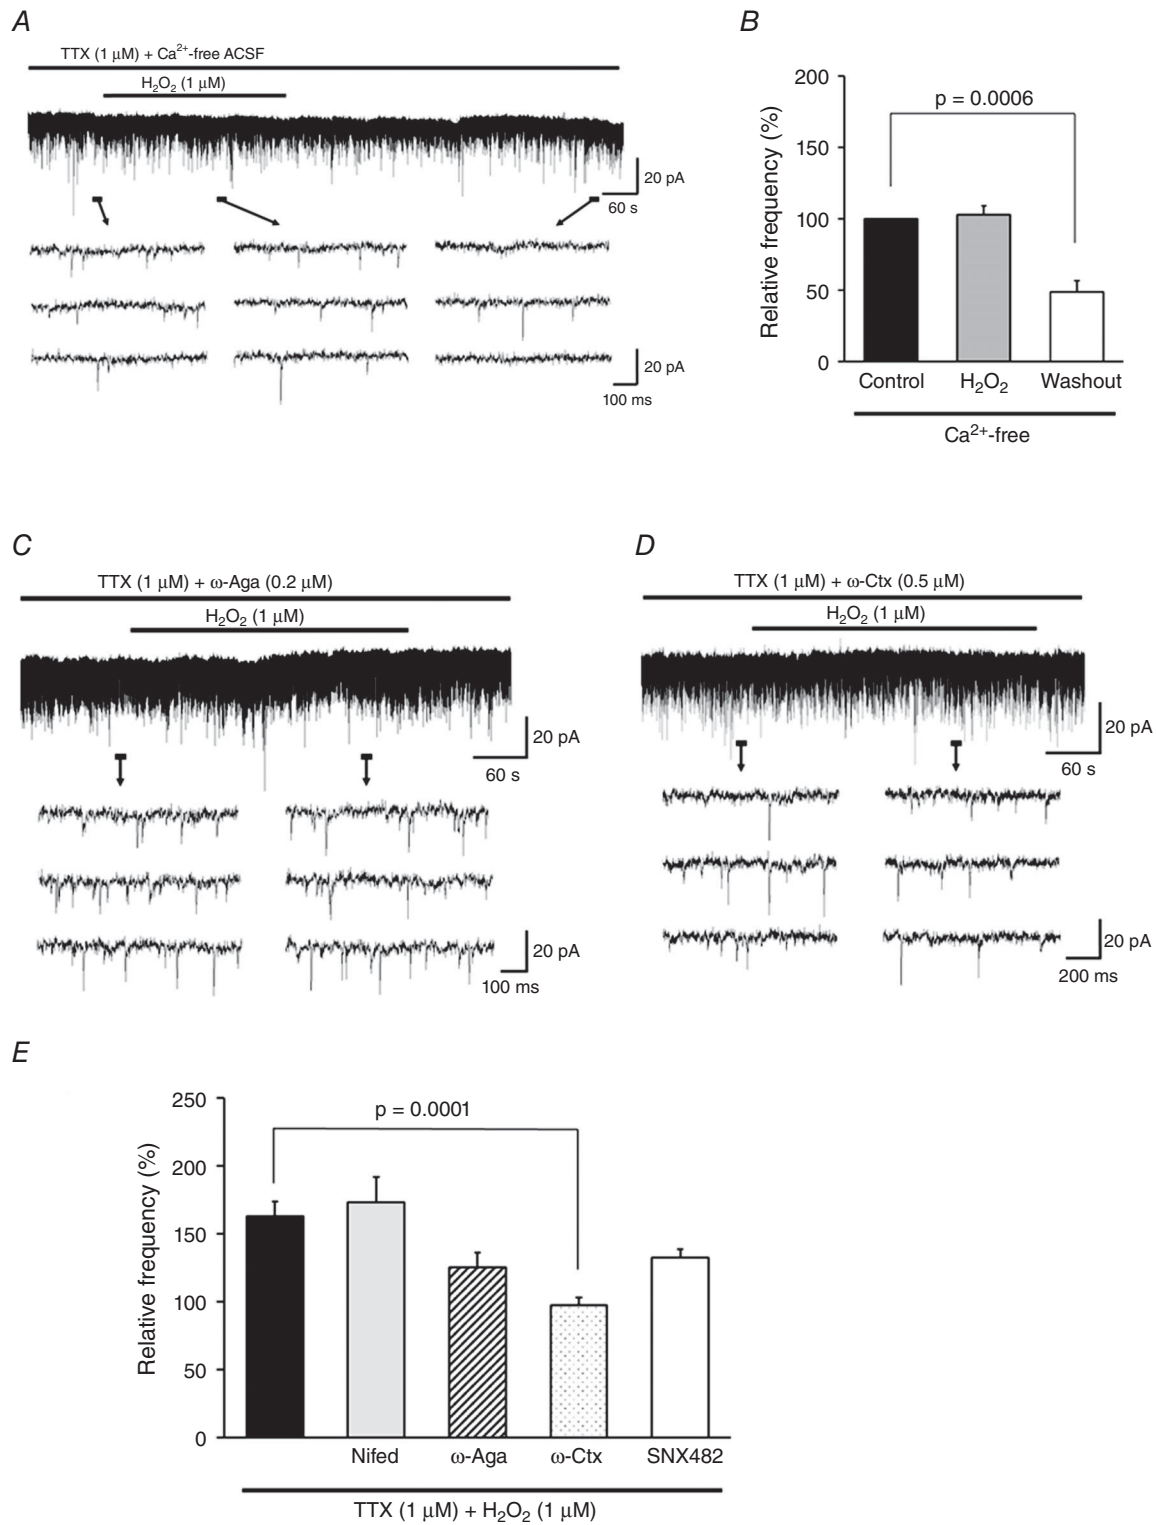 A
TTX (1 μM) + Ca²⁺-free ACSF
H₂O₂ (1 μM)
20 pA
60 s
20 pA
100 ms
B
Relative frequency (%)
200
150
100
50
0
p = 0.0006
Control H₂O₂ Washout
Ca²⁺-free
C
TTX (1 μM) + ω-Aga (0.2 μM)
H₂O₂ (1 μM)
20 pA
60 s
20 pA
100 ms
D
TTX (1 μM) + ω-Ctx (0.5 μM)
H₂O₂ (1 μM)
20 pA
60 s
20 pA
200 ms
E
Relative frequency (%)
250
200
150
100
50
0
p = 0.0001
Nifed ω-Aga ω-Ctx SNX482
TTX (1 μM) + H₂O₂ (1 μM)